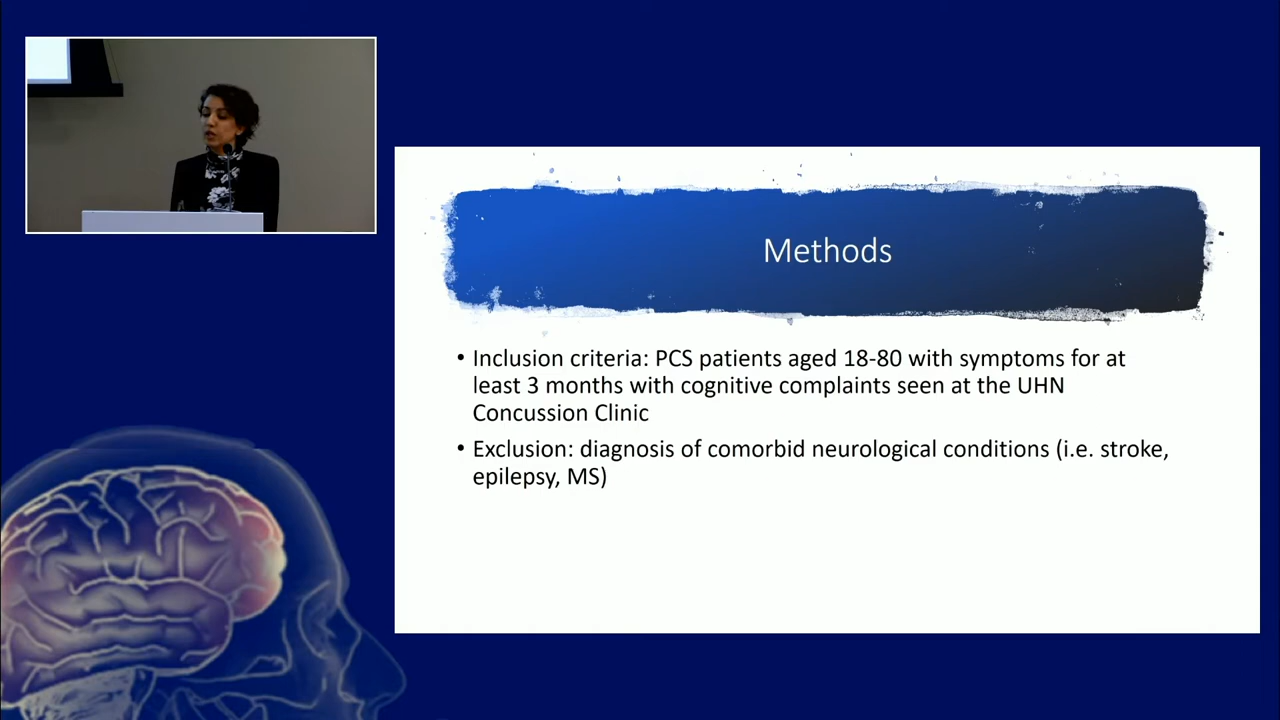 Methods
• Inclusion criteria: PCS patients aged 18-80 with symptoms for at
least 3 months with cognitive complaints seen at the UHN
Concussion Clinic
• Exclusion: diagnosis of comorbid neurological conditions (i.e. stroke,
epilepsy, MS)